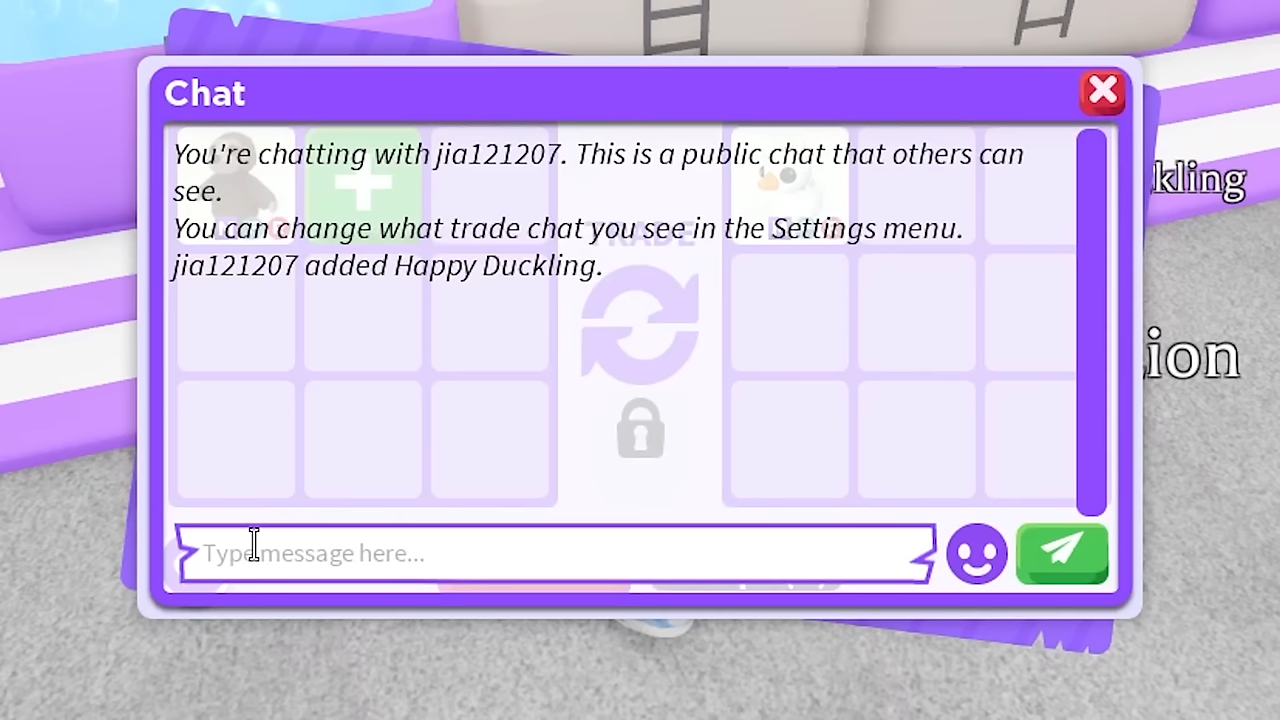 Chat
You're chatting with jia121207. This is a public chat that others can
see.
You can change what trade chat you see in the Settings menu.
jia121207 added Happy Duckling.
TRADE
kling
ion
Type message here...